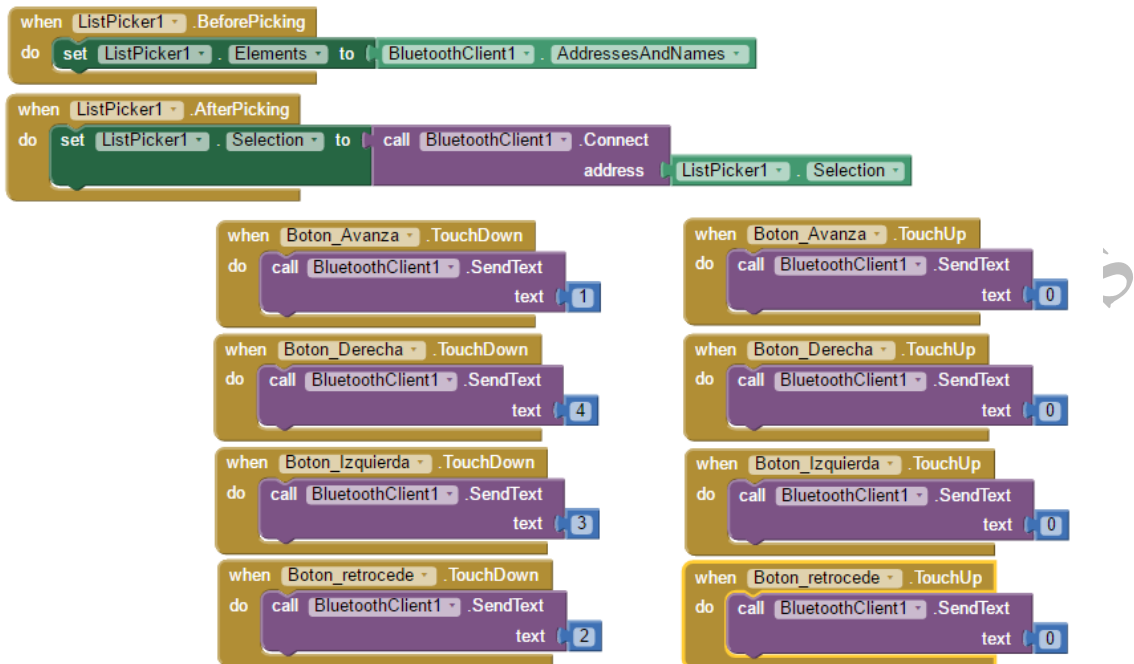 when ListPicker1 .BeforePicking
do set ListPicker1 . Elements to BluetoothClient1 . AddressesAndNames
when ListPicker1 .AfterPicking
do set ListPicker1 . Selection to call BluetoothClient1 .Connect
address ListPicker1 . Selection
when Boton_Avanza .TouchDown
do call BluetoothClient1 .SendText
text 1
when Boton_Avanza .TouchUp
do call BluetoothClient1 .SendText
text 0
when Boton_Derecha .TouchDown
do call BluetoothClient1 .SendText
text 4
when Boton_Derecha .TouchUp
do call BluetoothClient1 .SendText
text 0
when Boton_Izquierda .TouchDown
do call BluetoothClient1 .SendText
text 3
when Boton_Izquierda .TouchUp
do call BluetoothClient1 .SendText
text 0
when Boton_retrocede .TouchDown
do call BluetoothClient1 .SendText
text 2
when Boton_retrocede .TouchUp
do call BluetoothClient1 .SendText
text 0